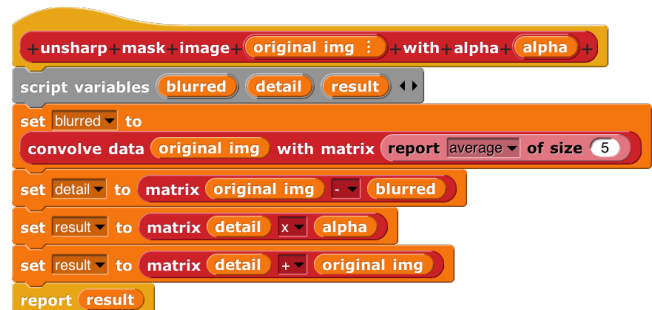 +unsharp+mask+image+ original img ⋮ +with+alpha+ alpha +
script variables blurred detail result
set blurred to
convolve data original img with matrix report average of size 5
set detail to matrix original img - blurred
set result to matrix detail x alpha
set result to matrix detail + original img
report result